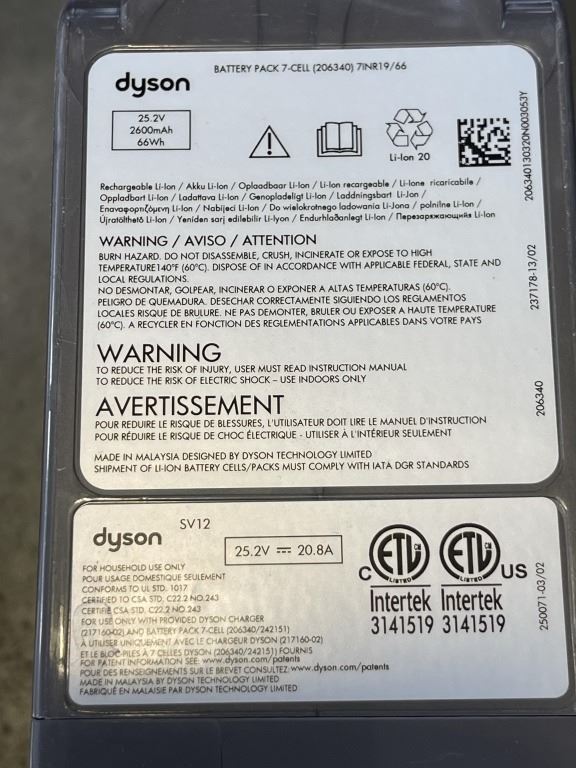 dyson
BATTERY PACK 7-CELL (206340) 7INR19/66
25.2V
2600mAh
66Wh
Li-Ion 20
Rechargeable Li-Ion / Akku Li-Ion / Oplaadbaar Li-Ion / Li-Ion recargeable / Li-Ione ricaricabile /
Oppladbart Li-Ion / Ladattava Li-Ion / Genopladeligt Li-Ion / Laddningsbart Li-Jon /
Επαναφορτιζόμενη Li-Ion / Nabíjecí Li-Ion / Do wielokrotnego ładowania Li-Jona / polnilne Li-Ion /
Újratölthető Li-Ion / Yeniden sarj edilebilir Li-Iyon / Endurhlaðanlegt Li-Ion / Перезаряжающийся Li-Ion
WARNING / AVISO / ATTENTION
BURN HAZARD. DO NOT DISASSEMBLE, CRUSH, INCINERATE OR EXPOSE TO HIGH
TEMPERATURE140°F (60°C). DISPOSE OF IN ACCORDANCE WITH APPLICABLE FEDERAL, STATE AND
LOCAL REGULATIONS.
NO DESMONTAR, GOLPEAR, INCINERAR O EXPONER A ALTAS TEMPERATURAS (60°C).
PELIGRO DE QUEMADURA. DESECHAR CORRECTAMENTE SIGUIENDO LOS REGLAMENTOS
LOCALES RISQUE DE BRULURE. NE PAS DEMONTER, BRULER OU EXPOSER A HAUTE TEMPERATURE
(60°C). A RECYCLER EN FONCTION DES REGLEMENTATIONS APPLICABLES DANS VOTRE PAYS
WARNING
TO REDUCE THE RISK OF INJURY, USER MUST READ INSTRUCTION MANUAL
TO REDUCE THE RISK OF ELECTRIC SHOCK – USE INDOORS ONLY
AVERTISSEMENT
POUR RÉDUIRE LE RISQUE DE BLESSURES, L'UTILISATEUR DOIT LIRE LE MANUEL D'INSTRUCTION
POUR RÉDUIRE LE RISQUE DE CHOC ÉLECTRIQUE - UTILISER À L'INTÉRIEUR SEULEMENT
MADE IN MALAYSIA DESIGNED BY DYSON TECHNOLOGY LIMITED
SHIPMENT OF LI-ION BATTERY CELLS/PACKS MUST COMPLY WITH IATA DGR STANDARDS
206340130320N003053Y
237178-13/02
206340
dyson
SV12
25.2V ⎓ 20.8A
FOR HOUSEHOLD USE ONLY
POUR USAGE DOMESTIQUE SEULEMENT
CONFORMS TO UL STD. 1017
CERTIFIED TO CSA STD. C22.2 NO.243
CERTIFIÉ CSA STD. C22.2 NO.243
FOR USE ONLY WITH PROVIDED DYSON CHARGER
(217160-02) AND BATTERY PACK 7-CELL (206340/242151)
À UTILISER UNIQUEMENT AVEC LE CHARGEUR DYSON (217160-02)
ET LE BLOC-PILES À 7 CELLES DYSON (206340/242151) FOURNIS
FOR PATENT INFORMATION SEE: www.dyson.com/patents
POUR DES RENSEIGNEMENTS SUR LE BREVET CONSULTEZ: www.dyson.com/patents
MADE IN MALAYSIA BY DYSON TECHNOLOGY LIMITED
FABRIQUÉ EN MALAISIE PAR DYSON TECHNOLOGY LIMITED
ETL CM ETL CM
LISTED LISTED
C US
Intertek Intertek
3141519 3141519
250071-03/02